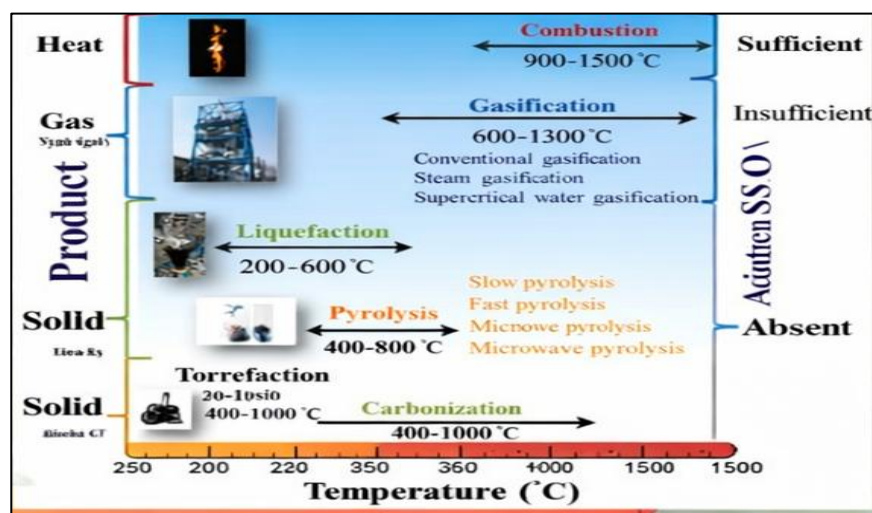 Heat
Combustion
900-1500 ℃
Sufficient
Gas
Gasification
600-1300 ℃
Conventional gasification
Steam gasification
Supercrtical water gasification
Insufficient
Product
Liquefaction
200-600 ℃
Solid
Pyrolysis
400-800 ℃
Slow pyrolysis
Fast pyrolysis
Micnowe pyrolysis
Microwave pyrolysis
Absent
Solid
Torrefaction
400-1000 ℃
Carbonization
400-1000 ℃
250 200 220 350 360 1500 1500
Temperature (℃)